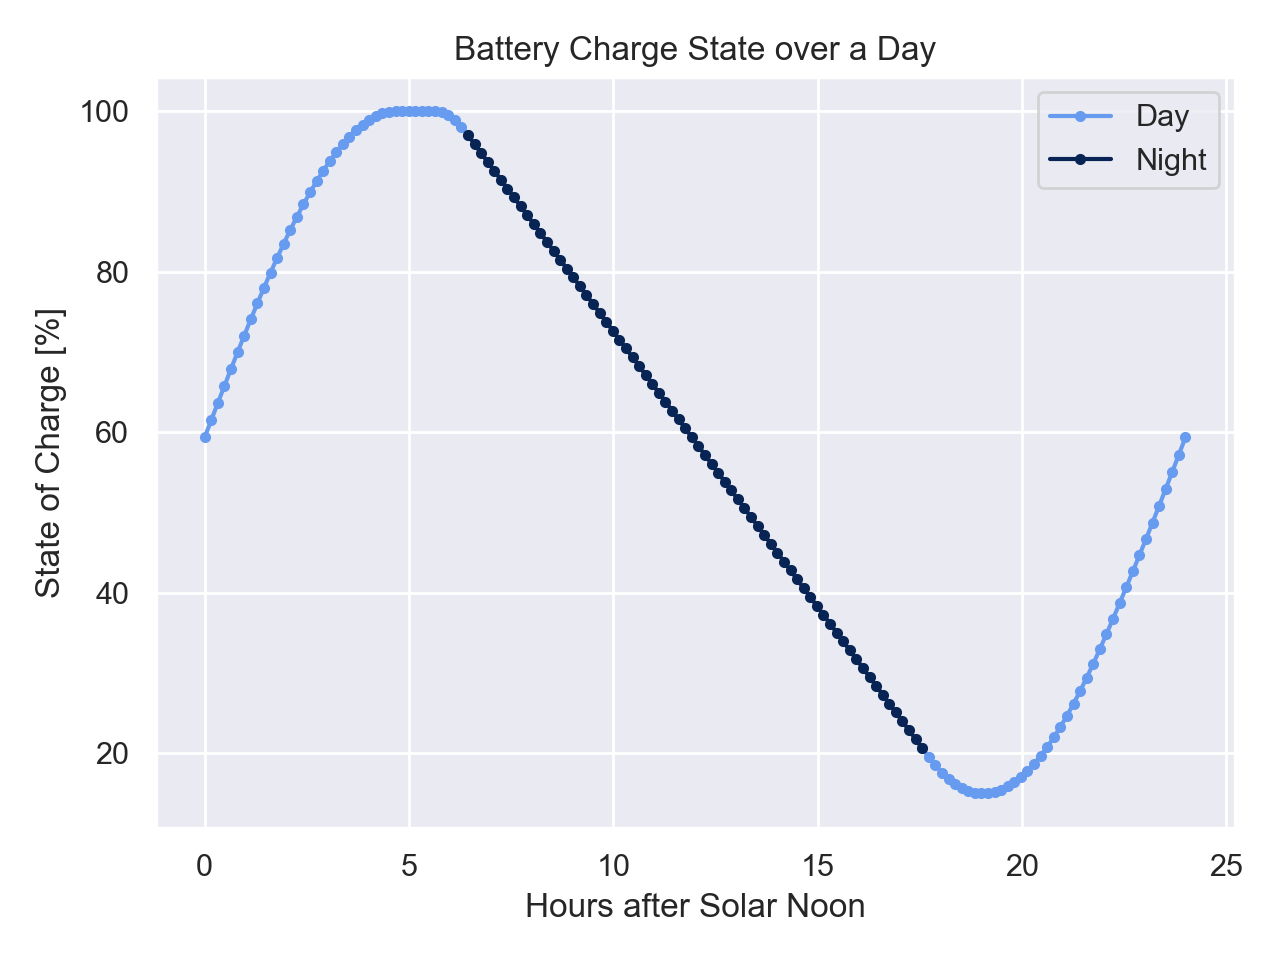 Battery Charge State over a Day
Day
Night
State of Charge [%]
100
80
60
40
20
0 5 10 15 20 25
Hours after Solar Noon